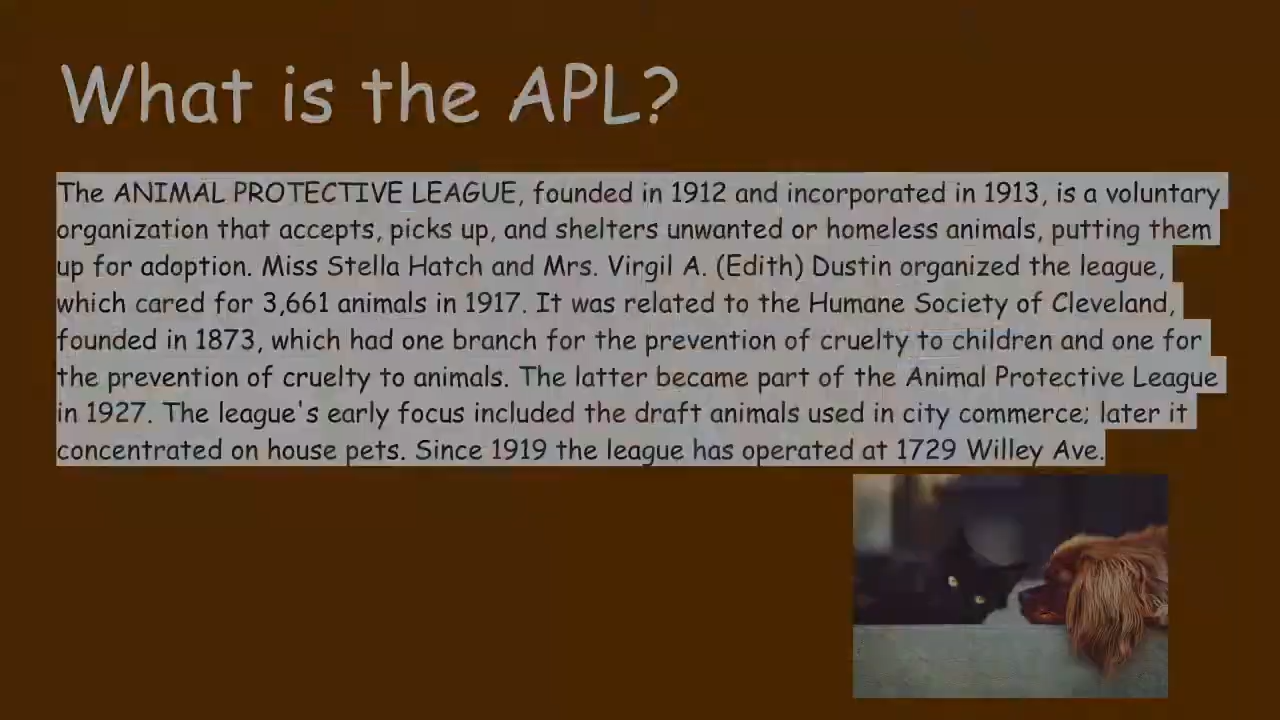 What is the APL?
The ANIMAL PROTECTIVE LEAGUE, founded in 1912 and incorporated in 1913, is a voluntary
organization that accepts, picks up, and shelters unwanted or homeless animals, putting them
up for adoption. Miss Stella Hatch and Mrs. Virgil A. (Edith) Dustin organized the league,
which cared for 3,661 animals in 1917. It was related to the Humane Society of Cleveland,
founded in 1873, which had one branch for the prevention of cruelty to children and one for
the prevention of cruelty to animals. The latter became part of the Animal Protective League
in 1927. The league's early focus included the draft animals used in city commerce; later it
concentrated on house pets. Since 1919 the league has operated at 1729 Willey Ave.